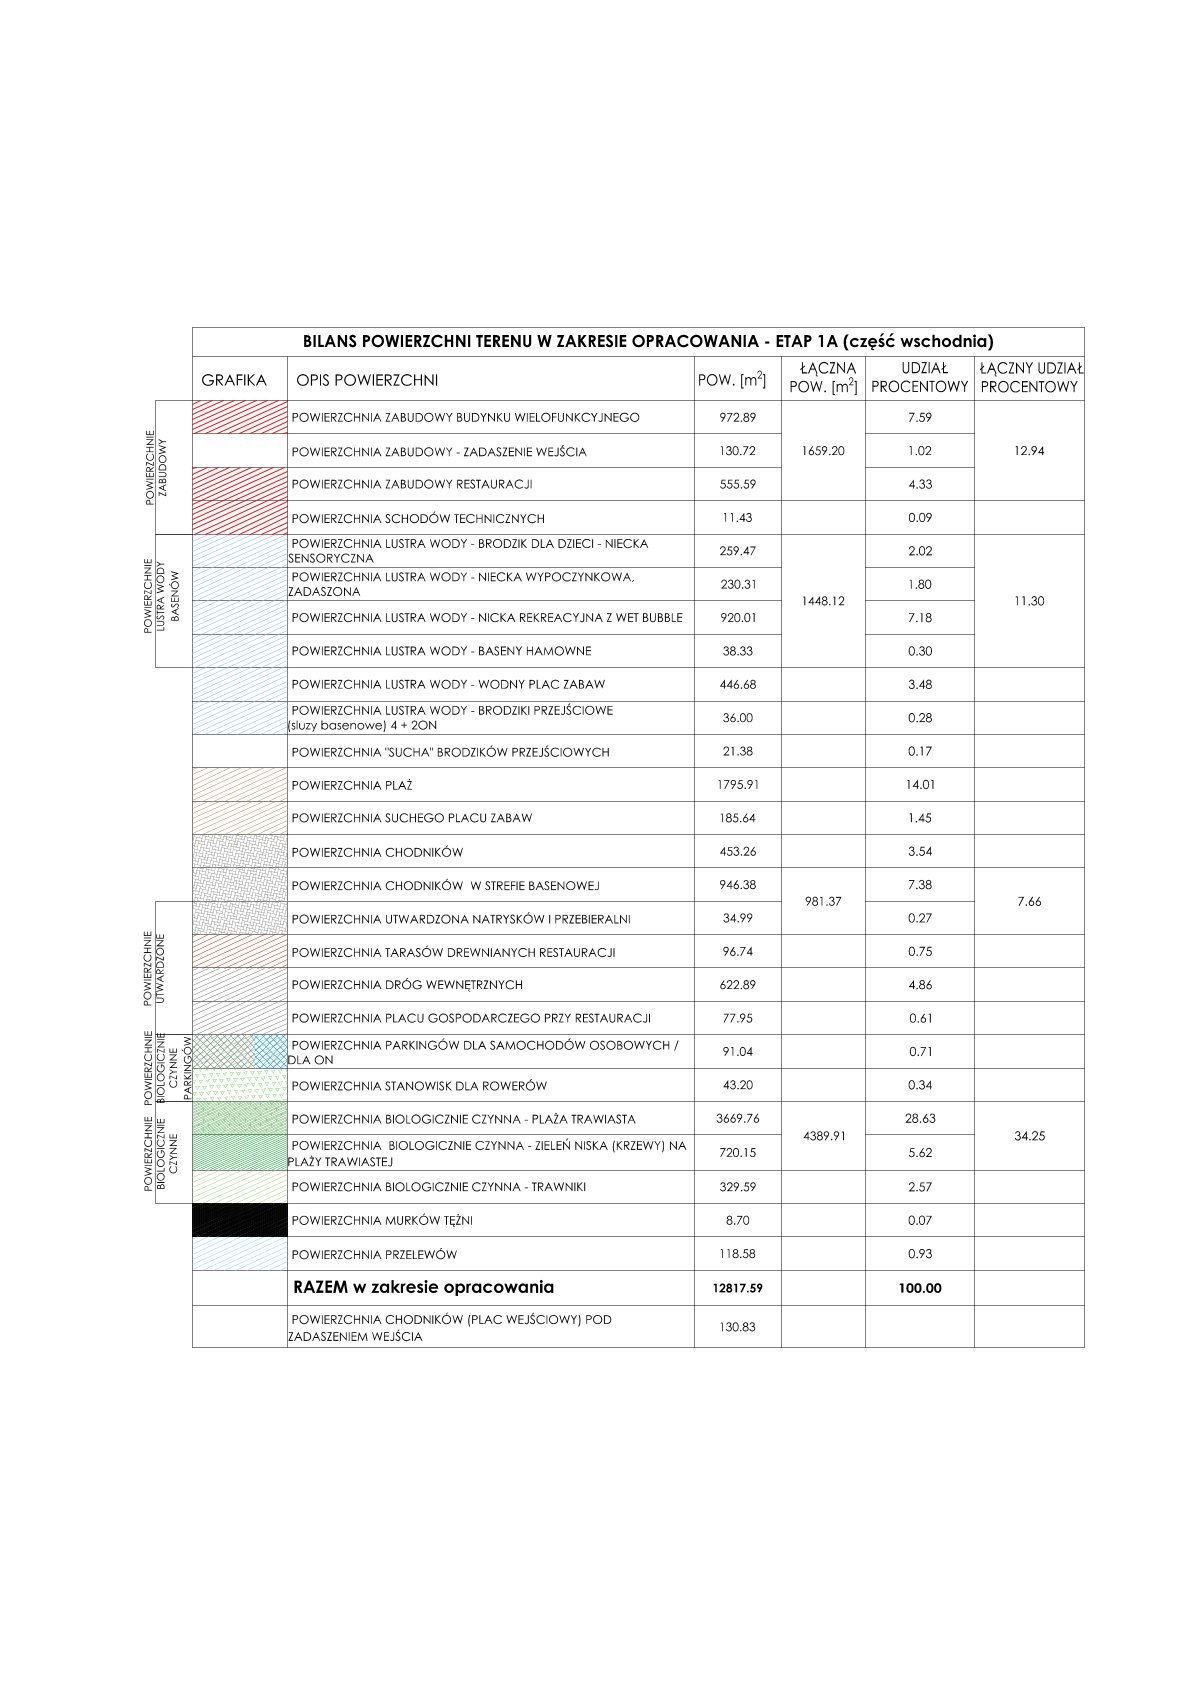 BILANS POWIERZCHNI TERENU W ZAKRESIE OPRACOWANIA - ETAP 1A (część wschodnia)
GRAFIKA OPIS POWIERZCHNI POW. [m²] ŁĄCZNA POW. [m²] UDZIAŁ PROCENTOWY ŁĄCZNY UDZIAŁ PROCENTOWY
POWIERZCHNIE
ZABUDOWY
POWIERZCHNIA ZABUDOWY BUDYNKU WIELOFUNKCYJNEGO 972.89 7.59
POWIERZCHNIA ZABUDOWY - ZADASZENIE WEJŚCIA 130.72 1659.20 1.02 12.94
POWIERZCHNIA ZABUDOWY RESTAURACJI 555.59 4.33
POWIERZCHNIA SCHODÓW TECHNICZNYCH 11.43 0.09
POWIERZCHNIE
LUSTRA WODY
BASENÓW
POWIERZCHNIA LUSTRA WODY - BRODZIK DLA DZIECI - NIECKA
SENSORYCZNA 259.47 2.02
POWIERZCHNIA LUSTRA WODY - NIECKA WYPOCZYNKOWA,
ZADASZONA 230.31 1.80
1448.12 11.30
POWIERZCHNIA LUSTRA WODY - NICKA REKREACYJNA Z WET BUBBLE 920.01 7.18
POWIERZCHNIA LUSTRA WODY - BASENY HAMOWNE 38.33 0.30
POWIERZCHNIA LUSTRA WODY - WODNY PLAC ZABAW 446.68 3.48
POWIERZCHNIA LUSTRA WODY - BRODZIKI PRZEJŚCIOWE
(sluzy basenowe) 4 + 2ON 36.00 0.28
POWIERZCHNIA "SUCHA" BRODZIKÓW PRZEJŚCIOWYCH 21.38 0.17
POWIERZCHNIA PLAŻ 1795.91 14.01
POWIERZCHNIA SUCHEGO PLACU ZABAW 185.64 1.45
POWIERZCHNIA CHODNIKÓW 453.26 3.54
POWIERZCHNIA CHODNIKÓW W STREFIE BASENOWEJ 946.38 7.38
981.37 7.66
POWIERZCHNIE
UTWARDZONE
POWIERZCHNIA UTWARDZONA NATRYSKÓW I PRZEBIERALNI 34.99 0.27
POWIERZCHNIA TARASÓW DREWNIANYCH RESTAURACJI 96.74 0.75
POWIERZCHNIA DRÓG WEWNĘTRZNYCH 622.89 4.86
POWIERZCHNIA PLACU GOSPODARCZEGO PRZY RESTAURACJI 77.95 0.61
POWIERZCHNIE
BIOLOGICZNIE
CZYNNE
PARKINGÓW
POWIERZCHNIA PARKINGÓW DLA SAMOCHODÓW OSOBOWYCH /
DLA ON 91.04 0.71
POWIERZCHNIA STANOWISK DLA ROWERÓW 43.20 0.34
POWIERZCHNIE
BIOLOGICZNIE
CZYNNE
POWIERZCHNIA BIOLOGICZNIE CZYNNA - PLAŻA TRAWIASTA 3669.76 28.63
4389.91 34.25
POWIERZCHNIA BIOLOGICZNIE CZYNNA - ZIELEŃ NISKA (KRZEWY) NA
PLAŻY TRAWIASTEJ 720.15 5.62
POWIERZCHNIA BIOLOGICZNIE CZYNNA - TRAWNIKI 329.59 2.57
POWIERZCHNIA MURKÓW TĘŻNI 8.70 0.07
POWIERZCHNIA PRZELEWÓW 118.58 0.93
RAZEM w zakresie opracowania 12817.59 100.00
POWIERZCHNIA CHODNIKÓW (PLAC WEJŚCIOWY) POD
ZADASZENIEM WEJŚCIA 130.83